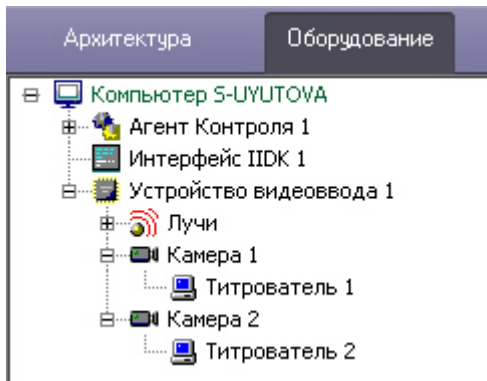 Архитектура Оборудование
Компьютер S-UYUTOVA
Агент Контроля 1
Интерфейс IIDK 1
Устройство видеоввода 1
Лучи
Камера 1
Титрователь 1
Камера 2
Титрователь 2